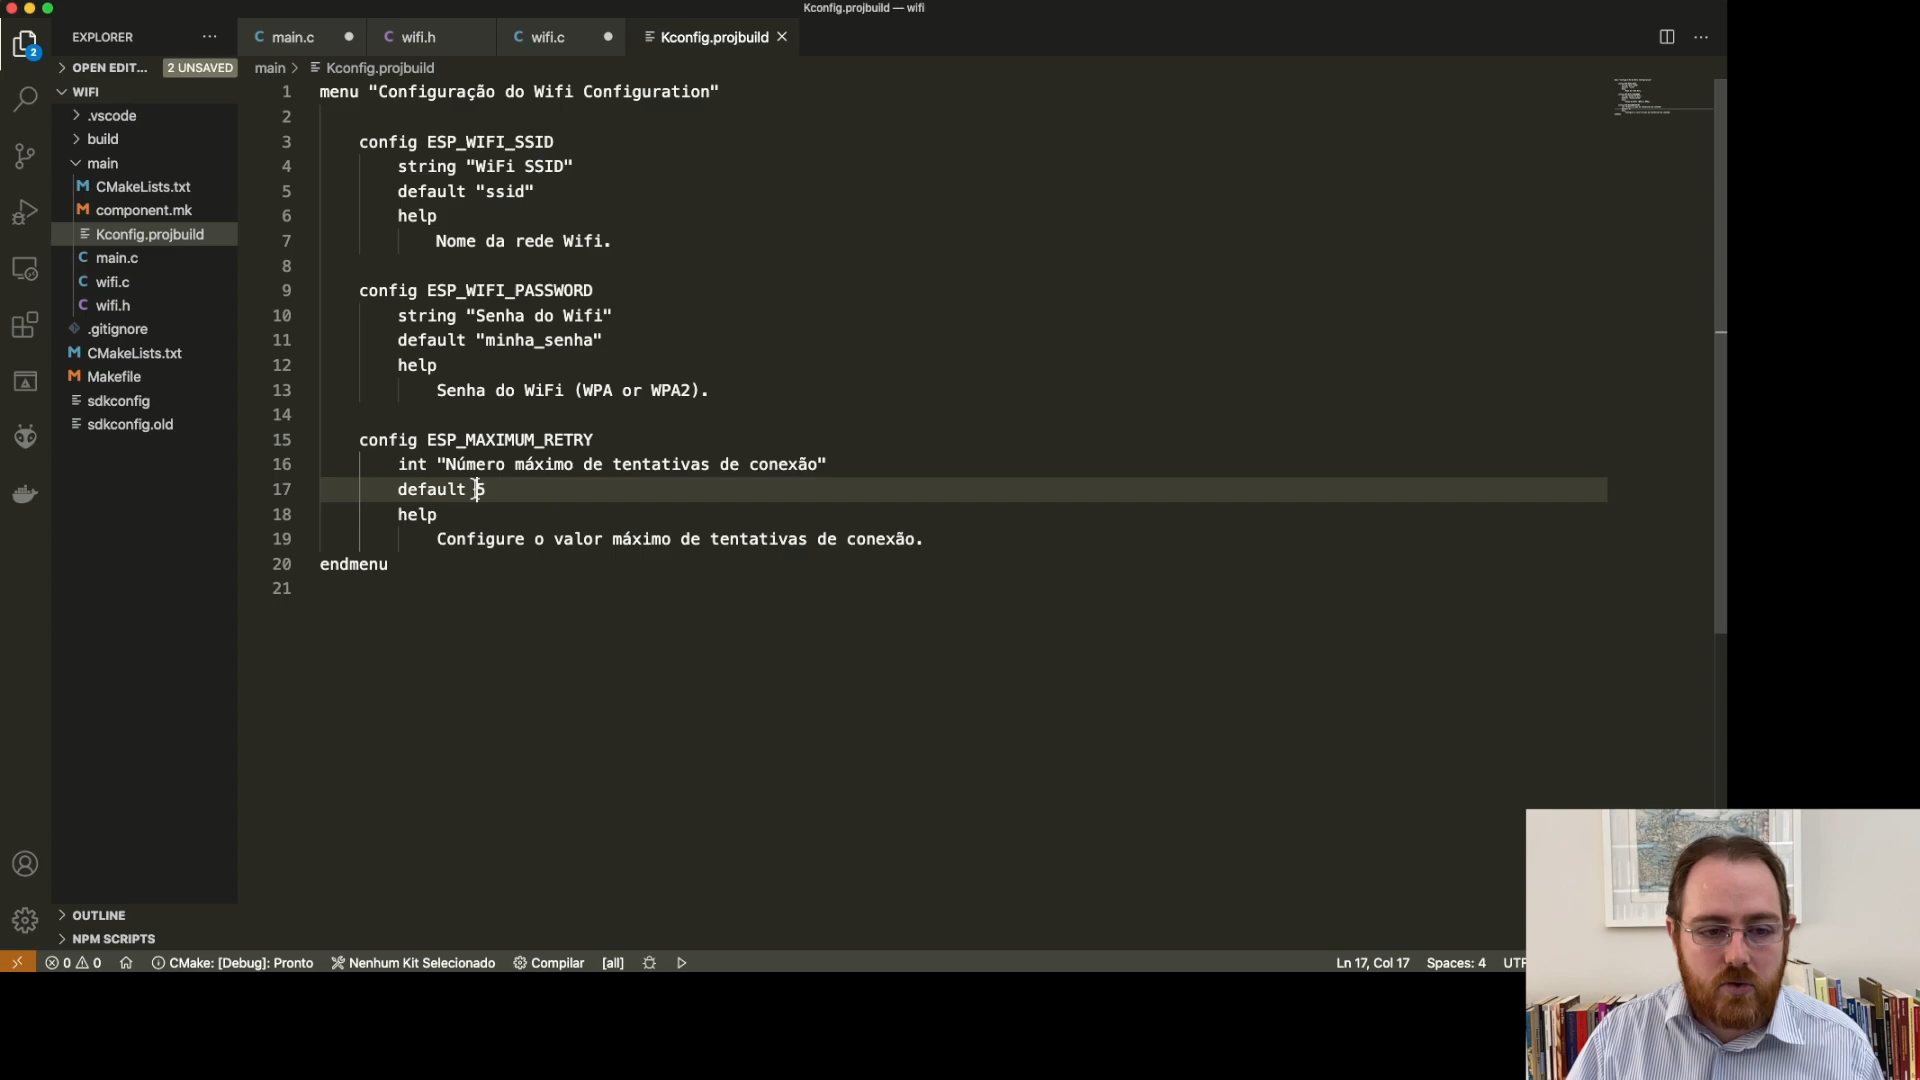 Kconfig.projbuild — wifi
EXPLORER
main.c
wifi.h
wifi.c
Kconfig.projbuild
OPEN EDIT... 2 UNSAVED
main > Kconfig.projbuild
2
WIFI
.vscode
build
main
CMakeLists.txt
component.mk
Kconfig.projbuild
main.c
wifi.c
wifi.h
.gitignore
CMakeLists.txt
Makefile
sdkconfig
sdkconfig.old
OUTLINE
NPM SCRIPTS
1 menu "Configuração do Wifi Configuration"
2
3 config ESP_WIFI_SSID
4 string "WiFi SSID"
5 default "ssid"
6 help
7 Nome da rede Wifi.
8
9 config ESP_WIFI_PASSWORD
10 string "Senha do Wifi"
11 default "minha_senha"
12 help
13 Senha do WiFi (WPA or WPA2).
14
15 config ESP_MAXIMUM_RETRY
16 int "Número máximo de tentativas de conexão"
17 default 5
18 help
19 Configure o valor máximo de tentativas de conexão.
20 endmenu
21
0 0 CMake: [Debug]: Pronto Nenhum Kit Selecionado Compilar [all] Ln 17, Col 17 Spaces: 4 UTF